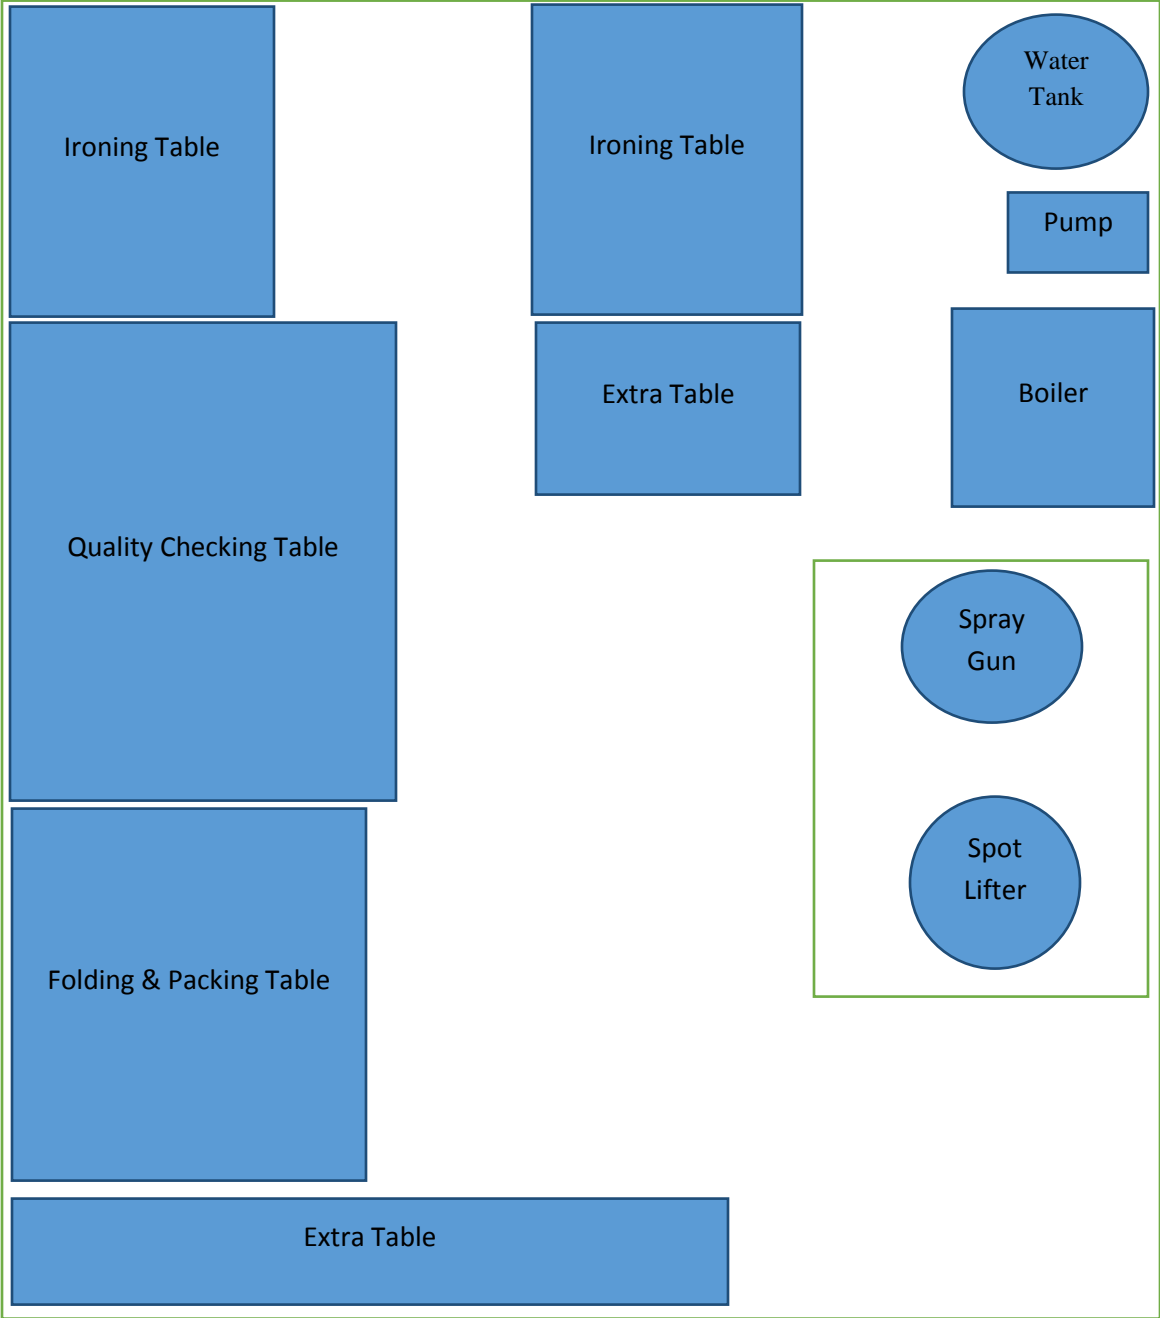 Ironing Table
Ironing Table
Water
Tank
Pump
Extra Table
Boiler
Quality Checking Table
Spray
Gun
Spot
Lifter
Folding & Packing Table
Extra Table